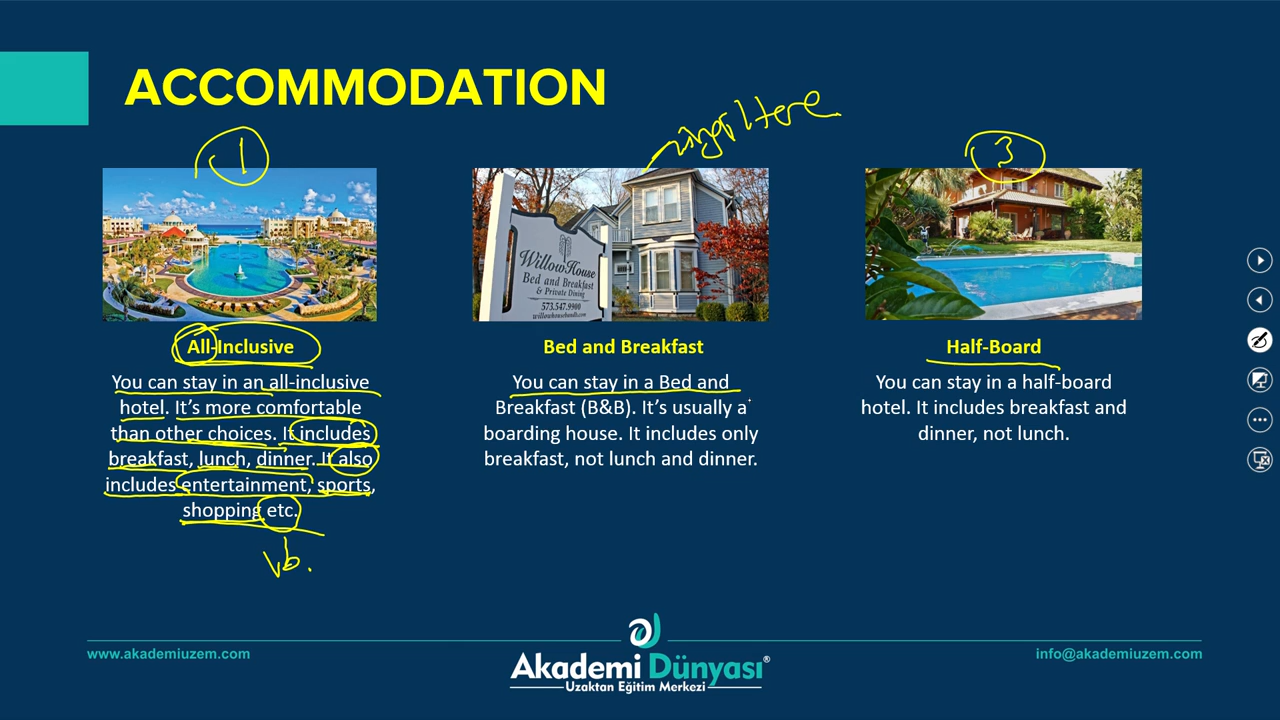 ACCOMMODATION
1
ingiltere
3
Willow House
Bed and Breakfast
& Private Dining
573.547.9900
willowhousebandb.com
All-Inclusive
You can stay in an all-inclusive
hotel. It’s more comfortable
than other choices. It includes
breakfast, lunch, dinner. It also
includes entertainment, sports,
shopping etc.
vb.
Bed and Breakfast
You can stay in a Bed and
Breakfast (B&B). It’s usually a
boarding house. It includes only
breakfast, not lunch and dinner.
Half-Board
You can stay in a half-board
hotel. It includes breakfast and
dinner, not lunch.
www.akademiuzem.com
Akademi Dünyası®
Uzaktan Eğitim Merkezi
info@akademiuzem.com